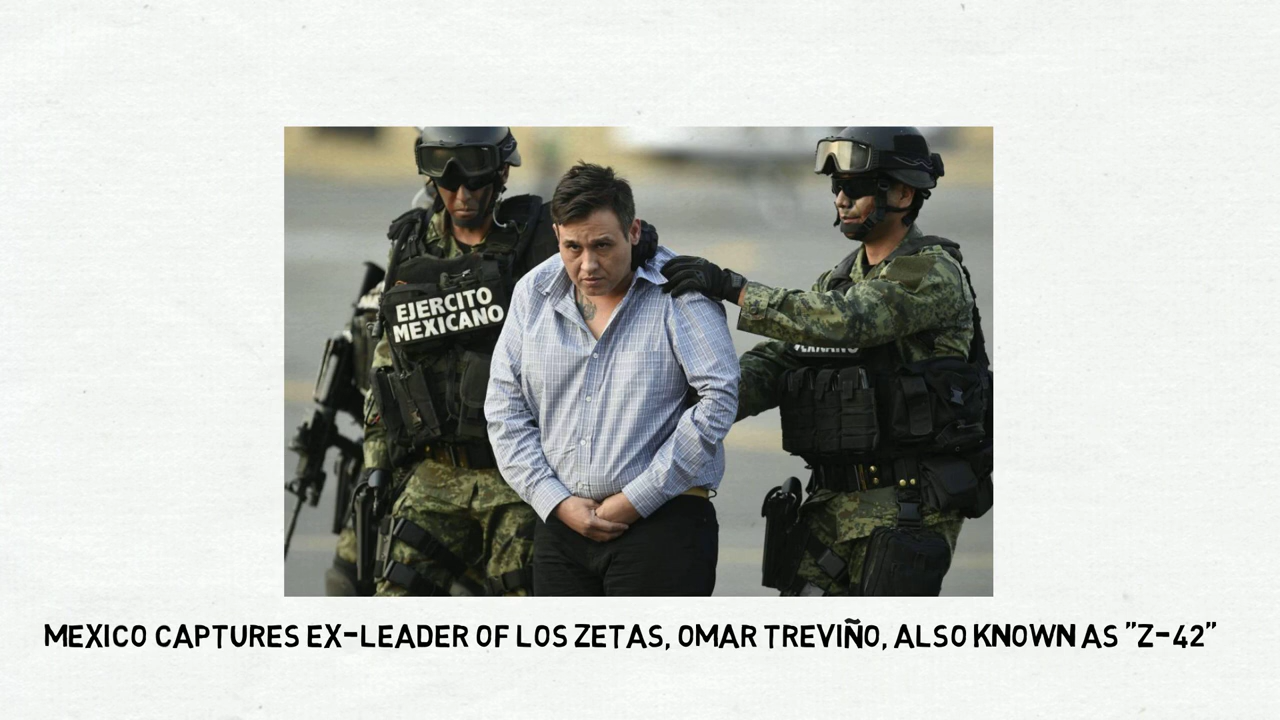 EJERCITO
MEXICANO
MEXICO CAPTURES EX-LEADER OF LOS ZETAS, OMAR TREVIÑO, ALSO KNOWN AS "Z-42"